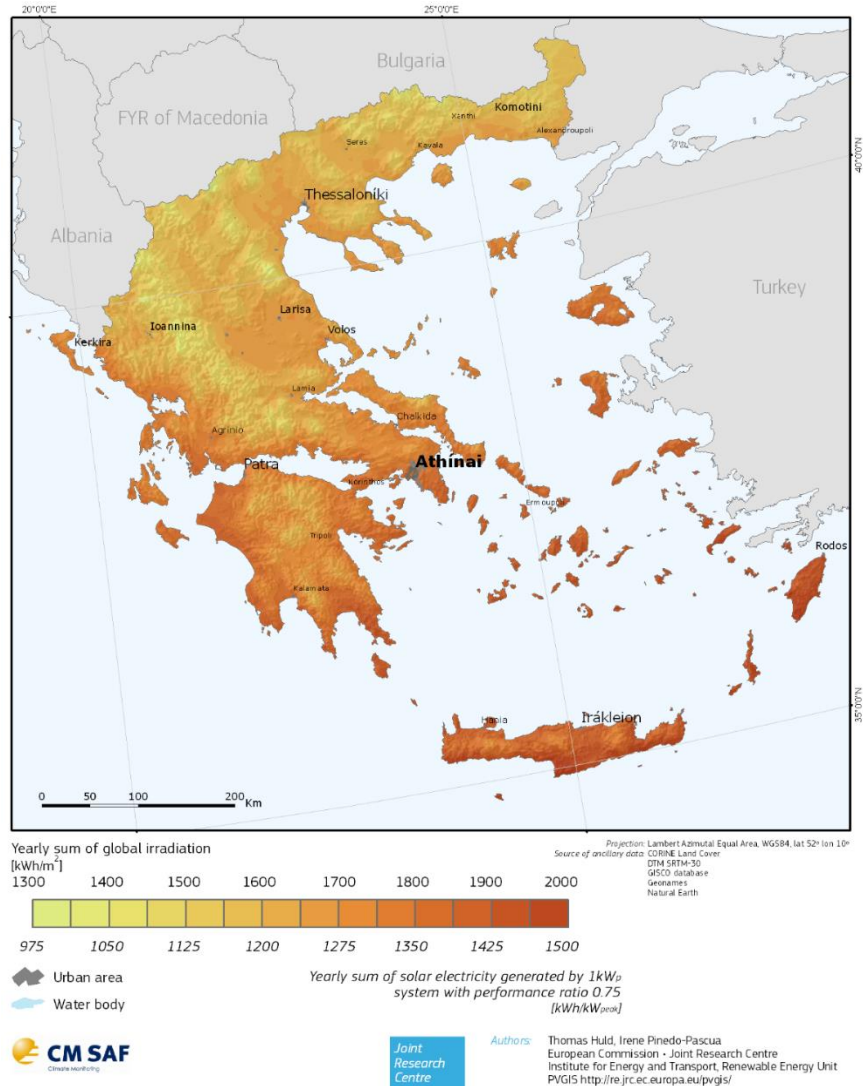 20°0'0"E
25°0'0"E
Bulgaria
FYR of Macedonia
Komotini
Xanthi
Alexandroupoli
Seres
Kavala
40°0'0"N
Thessaloníki
Albania
Turkey
Larisa
Ioannina
Volos
Kerkira
Lamia
Chalkida
Agrinio
Athínai
Patra
Korinthos
Ermoupoli
Rodos
Tripoli
Kalamata
35°0'0"N
Irákleion
Hania
0 50 100 200 Km
Yearly sum of global irradiation
[kWh/m²]
1300 1400 1500 1600 1700 1800 1900 2000
975 1050 1125 1200 1275 1350 1425 1500
Projection: Lambert Azimutal Equal Area, WGS84, lat 52º lon 10º
Source of ancillary data: CORINE Land Cover
DTM SRTM-30
GISCO database
Geonames
Natural Earth
Urban area
Water body
Yearly sum of solar electricity generated by 1kWp
system with performance ratio 0.75
[kWh/kWpeak]
CM SAF
Climate Monitoring
Joint
Research
Centre
Authors: Thomas Huld, Irene Pinedo-Pascua
European Commission - Joint Research Centre
Institute for Energy and Transport, Renewable Energy Unit
PVGIS http://re.jrc.ec.europa.eu/pvgis/